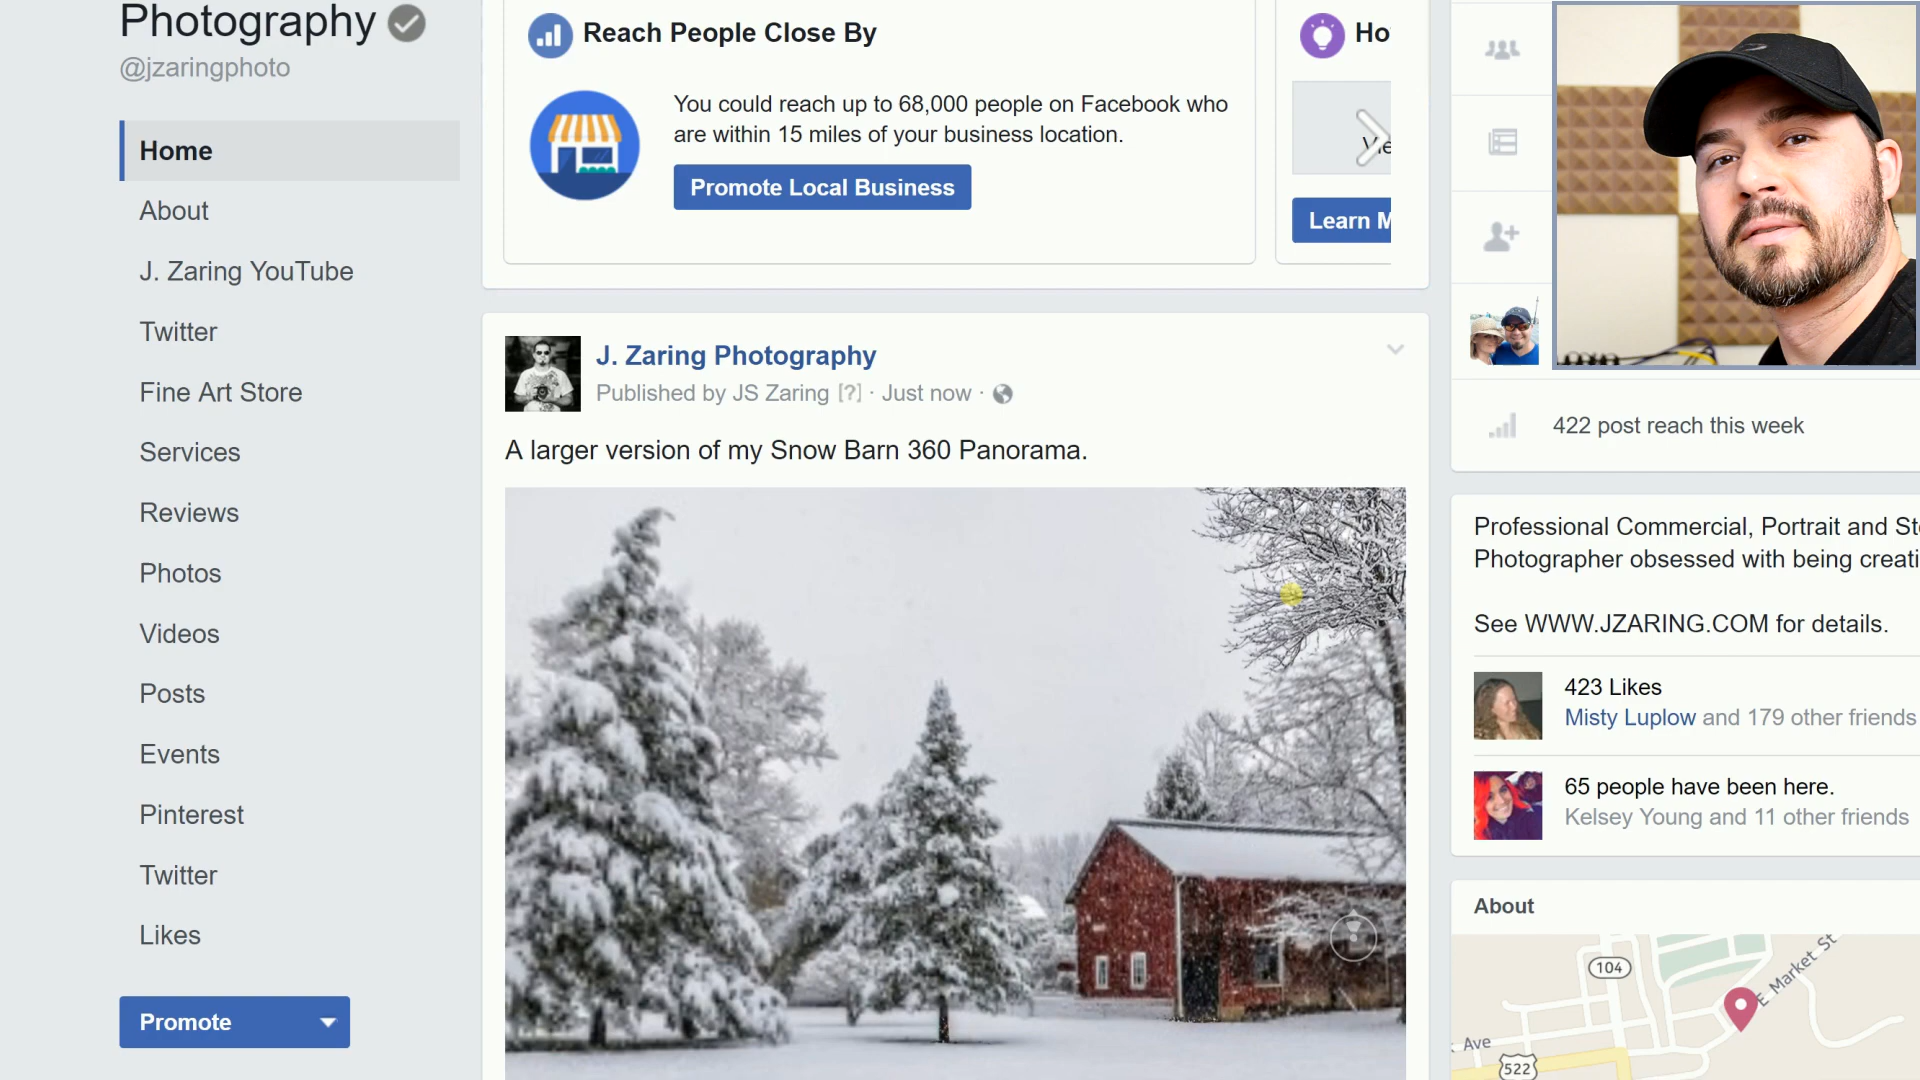 Photography
@jzaringphoto
Home
About
J. Zaring YouTube
Twitter
Fine Art Store
Services
Reviews
Photos
Videos
Posts
Events
Pinterest
Twitter
Likes
Promote
Reach People Close By
You could reach up to 68,000 people on Facebook who
are within 15 miles of your business location.
Promote Local Business
Ho
Vie
Learn M
J. Zaring Photography
Published by JS Zaring [?] · Just now ·
A larger version of my Snow Barn 360 Panorama.
422 post reach this week
Professional Commercial, Portrait and St
Photographer obsessed with being creati
See WWW.JZARING.COM for details.
423 Likes
Misty Luplow and 179 other friends
65 people have been here.
Kelsey Young and 11 other friends
About
104
E Market St
Ave
522